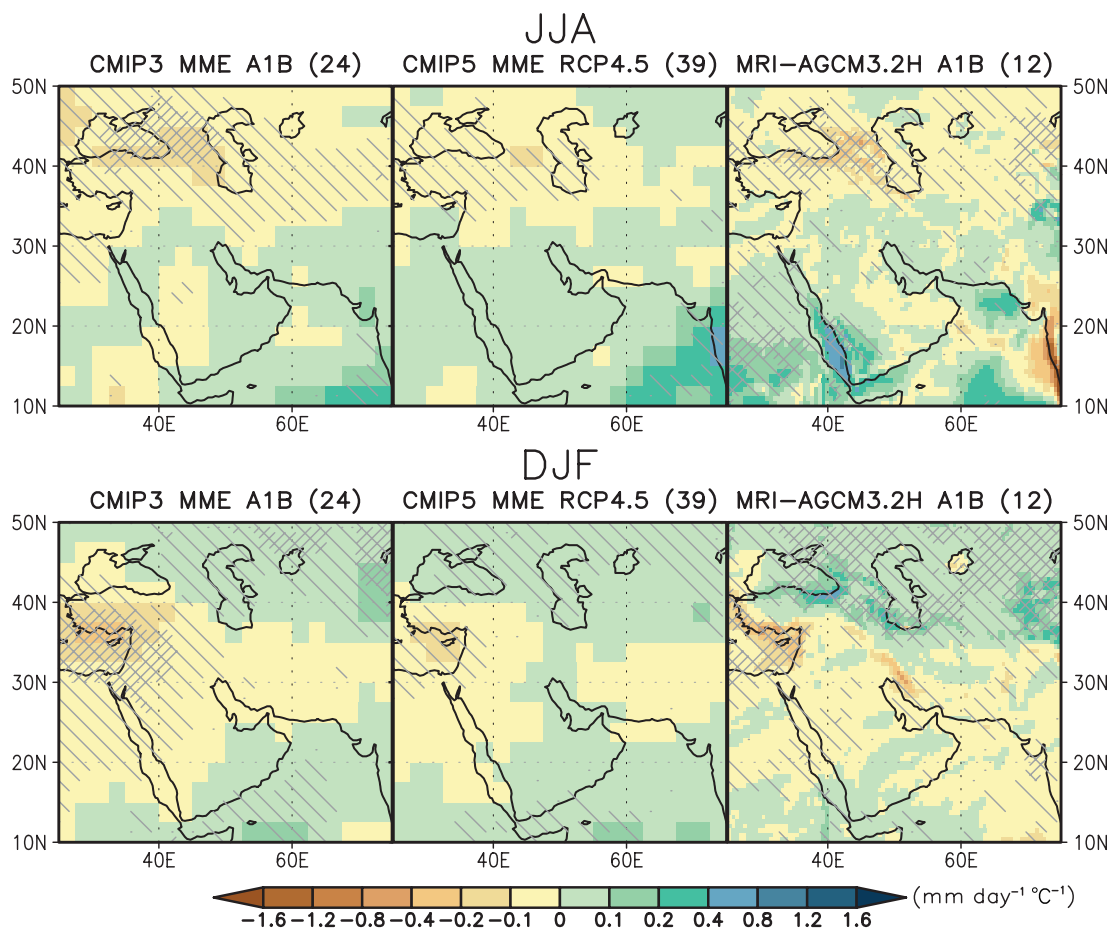 JJA
CMIP3 MME A1B (24) CMIP5 MME RCP4.5 (39) MRI-AGCM3.2H A1B (12)
50N 50N
40N 40N
30N 30N
20N 20N
10N 10N
40E 60E 40E 60E 40E 60E
DJF
CMIP3 MME A1B (24) CMIP5 MME RCP4.5 (39) MRI-AGCM3.2H A1B (12)
50N 50N
40N 40N
30N 30N
20N 20N
10N 10N
40E 60E 40E 60E 40E 60E
(mm day⁻¹ °C⁻¹)
-1.6 -1.2 -0.8 -0.4 -0.2 -0.1 0 0.1 0.2 0.4 0.8 1.2 1.6